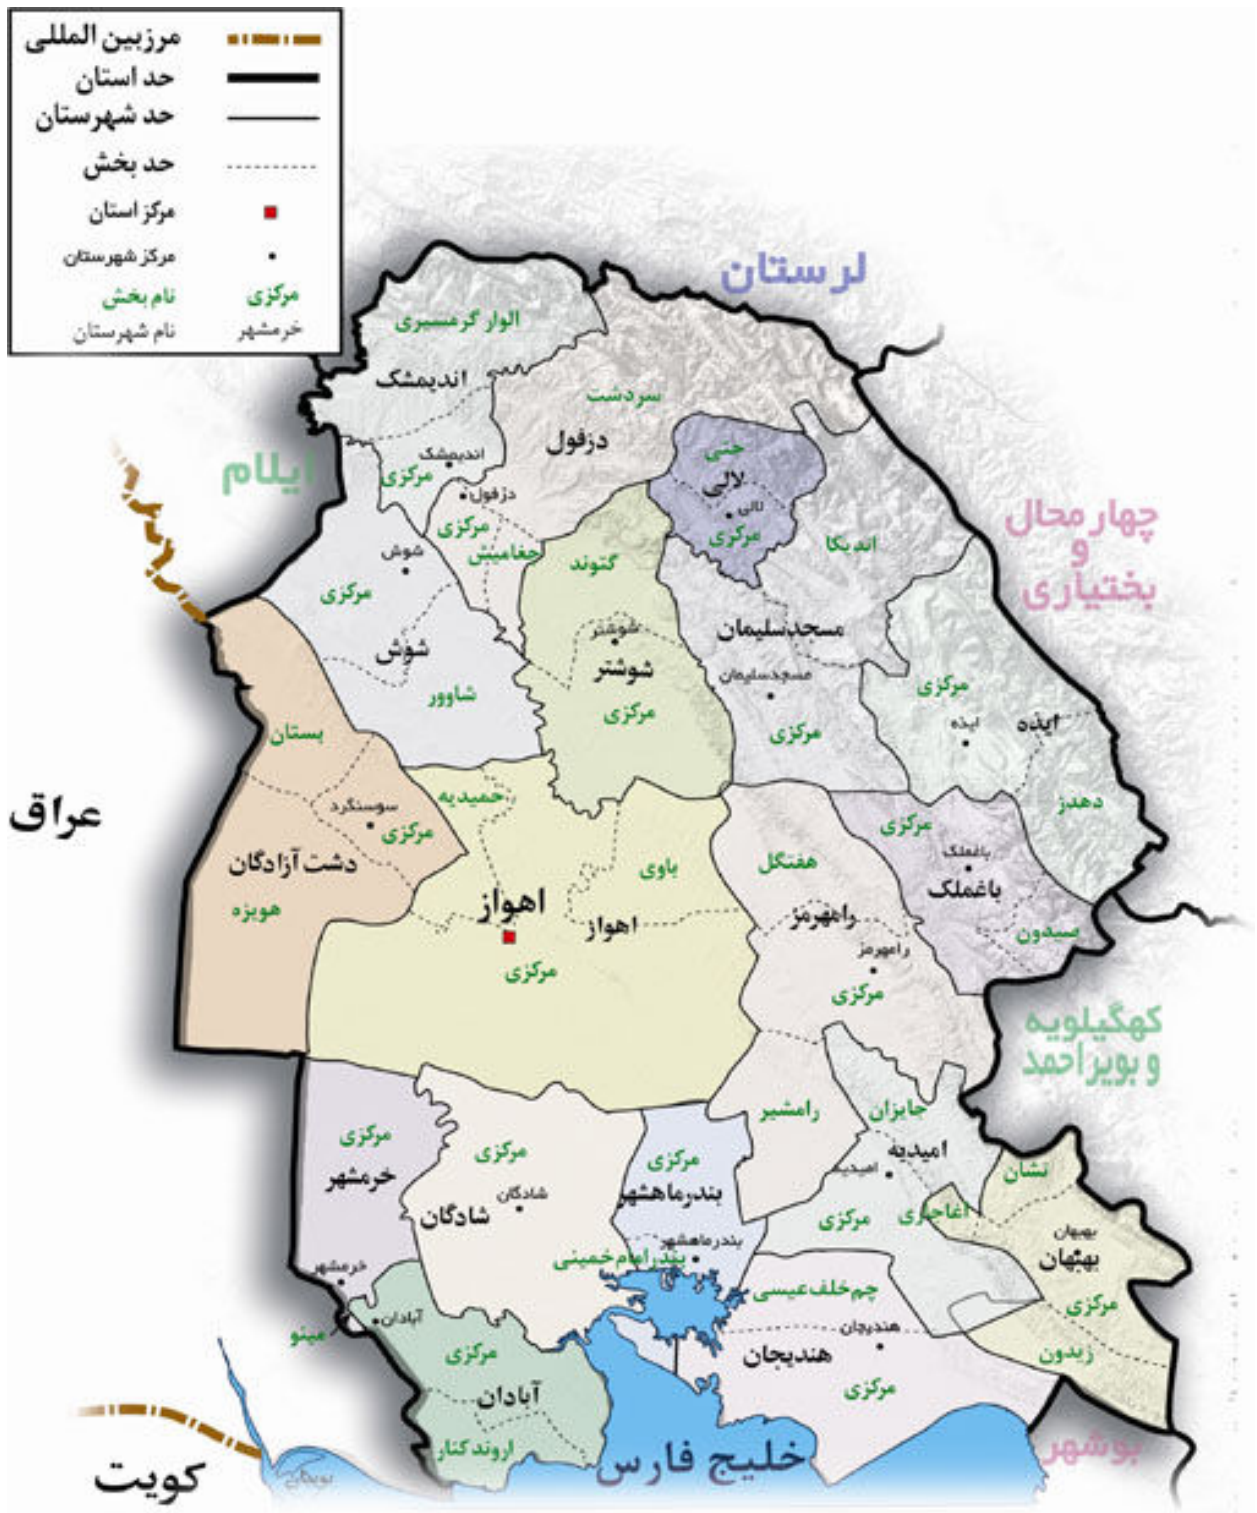 مرزبین المللی
حد استان
حد شهرستان
حد بخش
مرکز استان
مرکز شهرستان
نام بخش
مرکزی
نام شهرستان
خرمشهر
لرستان
الوار گرمسیری
اندیمشک
سردشت
دزفول
ایلام
اندیمشک
مرکزی
حتی
لالی
لالی
مرکزی
دزفول
مرکزی
چغامیش
گتوند
اندیکا
چهارمحال
و
بختیاری
شوش
مرکزی
شوش
شاوور
شوشتر
شوشتر
مرکزی
مسجدسلیمان
مسجدسلیمان
مرکزی
مرکزی
ایذه
ایذه
دهدز
بستان
عراق
سوسنگرد
مرکزی
دشت آزادگان
هویزه
حمیدیه
باوی
اهواز
اهواز
مرکزی
هفتگل
رامهرمز
رامهرمز
مرکزی
مرکزی
باغملک
باغملک
صیدون
کهگیلویه
و بویراحمد
مرکزی
خرمشهر
خرمشهر
مرکزی
شادگان
شادگان
مرکزی
بندرماهشهر
بندرماهشهر
بندرامام خمینی
رامشیر
جایزان
امیدیه
امیدیه
مرکزی
آغاجاری
تشان
بهبهان
بهبهان
مرکزی
زیدون
چم خلف عیسی
هندیجان
هندیجان
مرکزی
مینو
آبادان
مرکزی
آبادان
اروندکنار
خلیج فارس
بوشهر
کویت
بوبیان